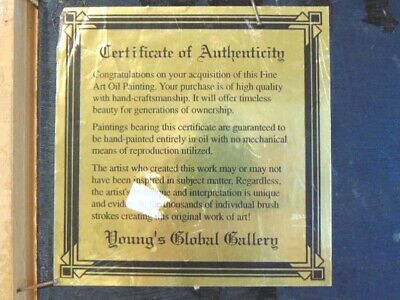 Certificate of Authenticity
Congratulations on your acquisition of this Fine
Art Oil Painting. Your purchase is of high quality
with hand-craftsmanship. It will offer timeless
beauty for generations of ownership.
Paintings bearing this certificate are guaranteed to
be hand-painted entirely in oil with no mechanical
means of reproduction utilized.
The artist who created this work may or may not
have been inspired in subject matter. Regardless,
the artist's and interpretation is unique
and thousands of individual brush
strokes creating this original work of art!
Young's Global Gallery